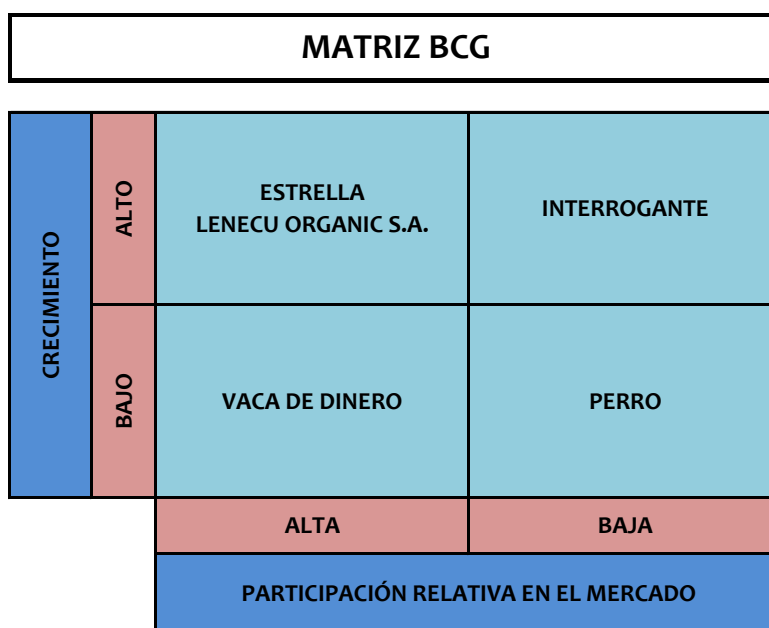 MATRIZ BCG
CRECIMIENTO
ALTO
ESTRELLA
LENECU ORGANIC S.A.
INTERROGANTE
BAJO
VACA DE DINERO
PERRO
ALTA
BAJA
PARTICIPACIÓN RELATIVA EN EL MERCADO